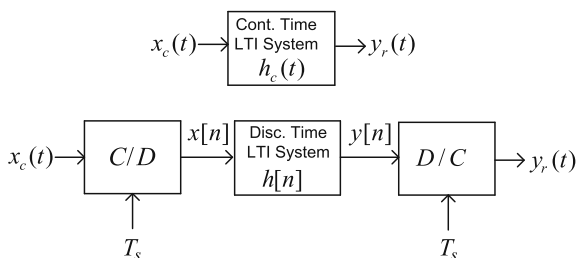 Cont. Time
x_c(t) LTI System y_r(t)
h_c(t)
x[n] Disc. Time y[n]
x_c(t) C/D LTI System D/C y_r(t)
h[n]
T_s T_s